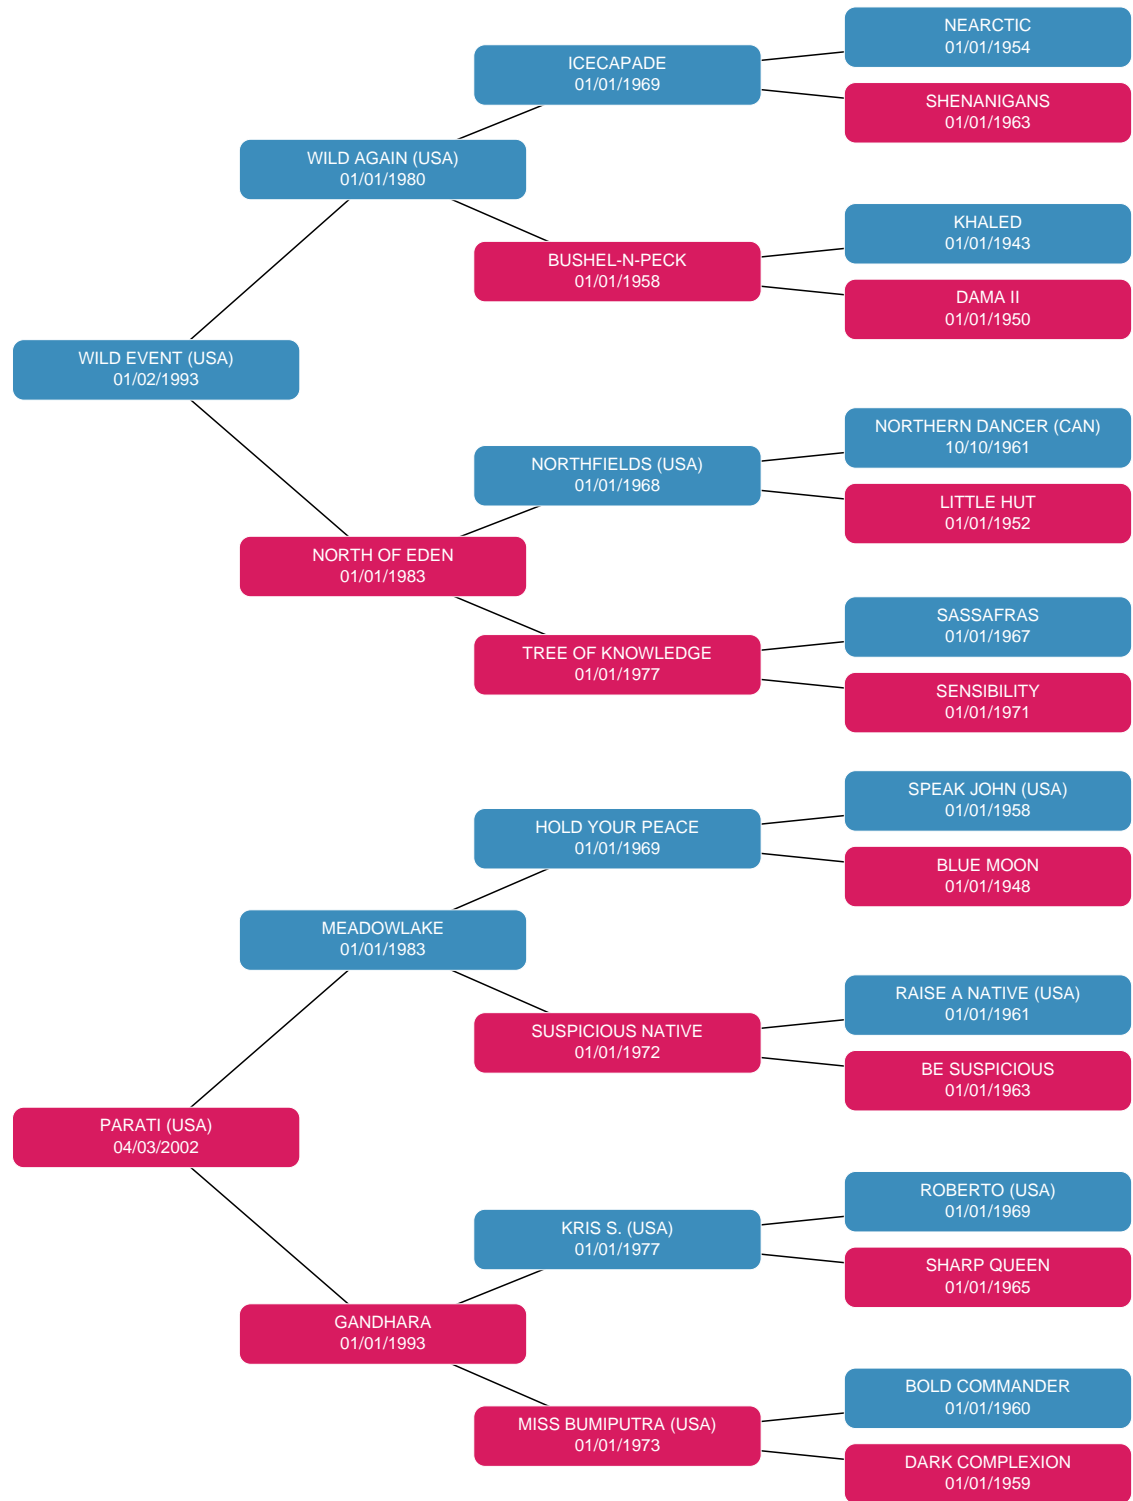 NEARCTIC
01/01/1954
ICECAPADE
01/01/1969
SHENANIGANS
01/01/1963
WILD AGAIN (USA)
01/01/1980
KHALED
01/01/1943
BUSHEL-N-PECK
01/01/1958
DAMA II
01/01/1950
WILD EVENT (USA)
01/02/1993
NORTHERN DANCER (CAN)
10/10/1961
NORTHFIELDS (USA)
01/01/1968
LITTLE HUT
01/01/1952
NORTH OF EDEN
01/01/1983
SASSAFRAS
01/01/1967
TREE OF KNOWLEDGE
01/01/1977
SENSIBILITY
01/01/1971
SPEAK JOHN (USA)
01/01/1958
HOLD YOUR PEACE
01/01/1969
BLUE MOON
01/01/1948
MEADOWLAKE
01/01/1983
RAISE A NATIVE (USA)
01/01/1961
SUSPICIOUS NATIVE
01/01/1972
BE SUSPICIOUS
01/01/1963
PARATI (USA)
04/03/2002
ROBERTO (USA)
01/01/1969
KRIS S. (USA)
01/01/1977
SHARP QUEEN
01/01/1965
GANDHARA
01/01/1993
BOLD COMMANDER
01/01/1960
MISS BUMIPUTRA (USA)
01/01/1973
DARK COMPLEXION
01/01/1959